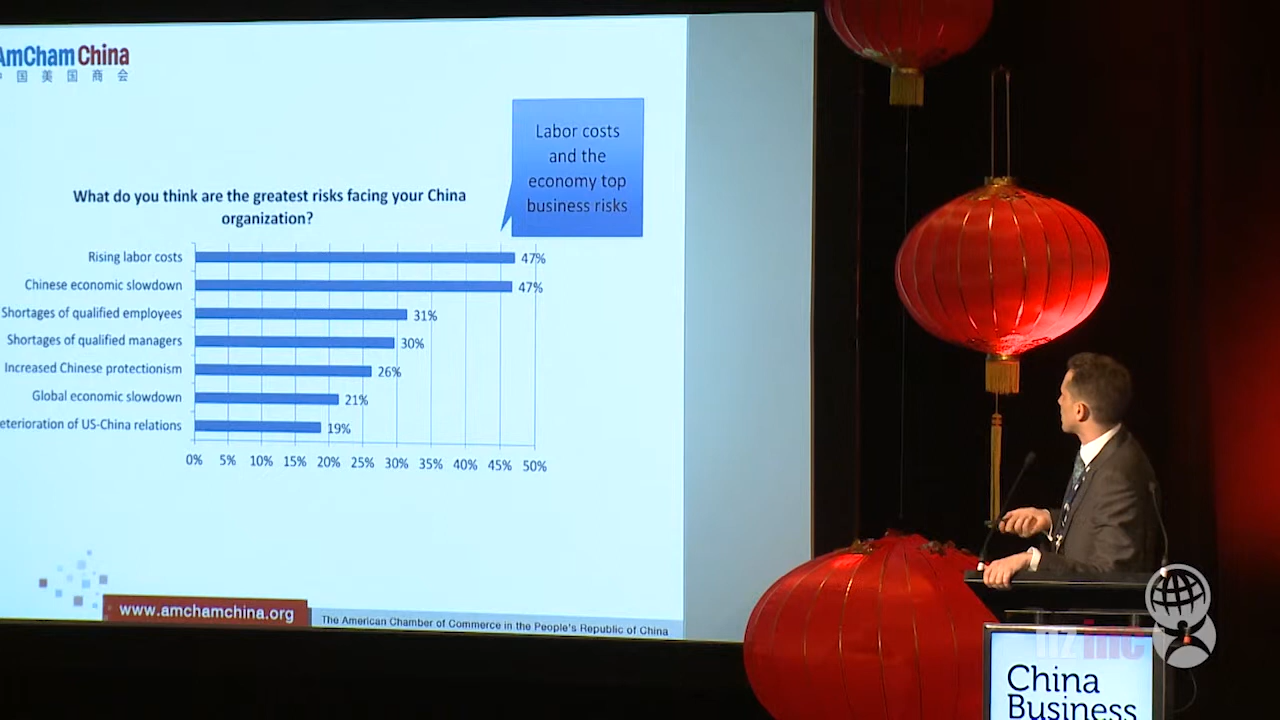 AmCham China
中国美国商会
Labor costs
and the
economy top
business risks
What do you think are the greatest risks facing your China
organization?
Rising labor costs 47%
Chinese economic slowdown 47%
Shortages of qualified employees 31%
Shortages of qualified managers 30%
Increased Chinese protectionism 26%
Global economic slowdown 21%
eterioration of US-China relations 19%
0% 5% 10% 15% 20% 25% 30% 35% 40% 45% 50%
www.amchamchina.org
The American Chamber of Commerce in the People's Republic of China
nzinc
China
Business